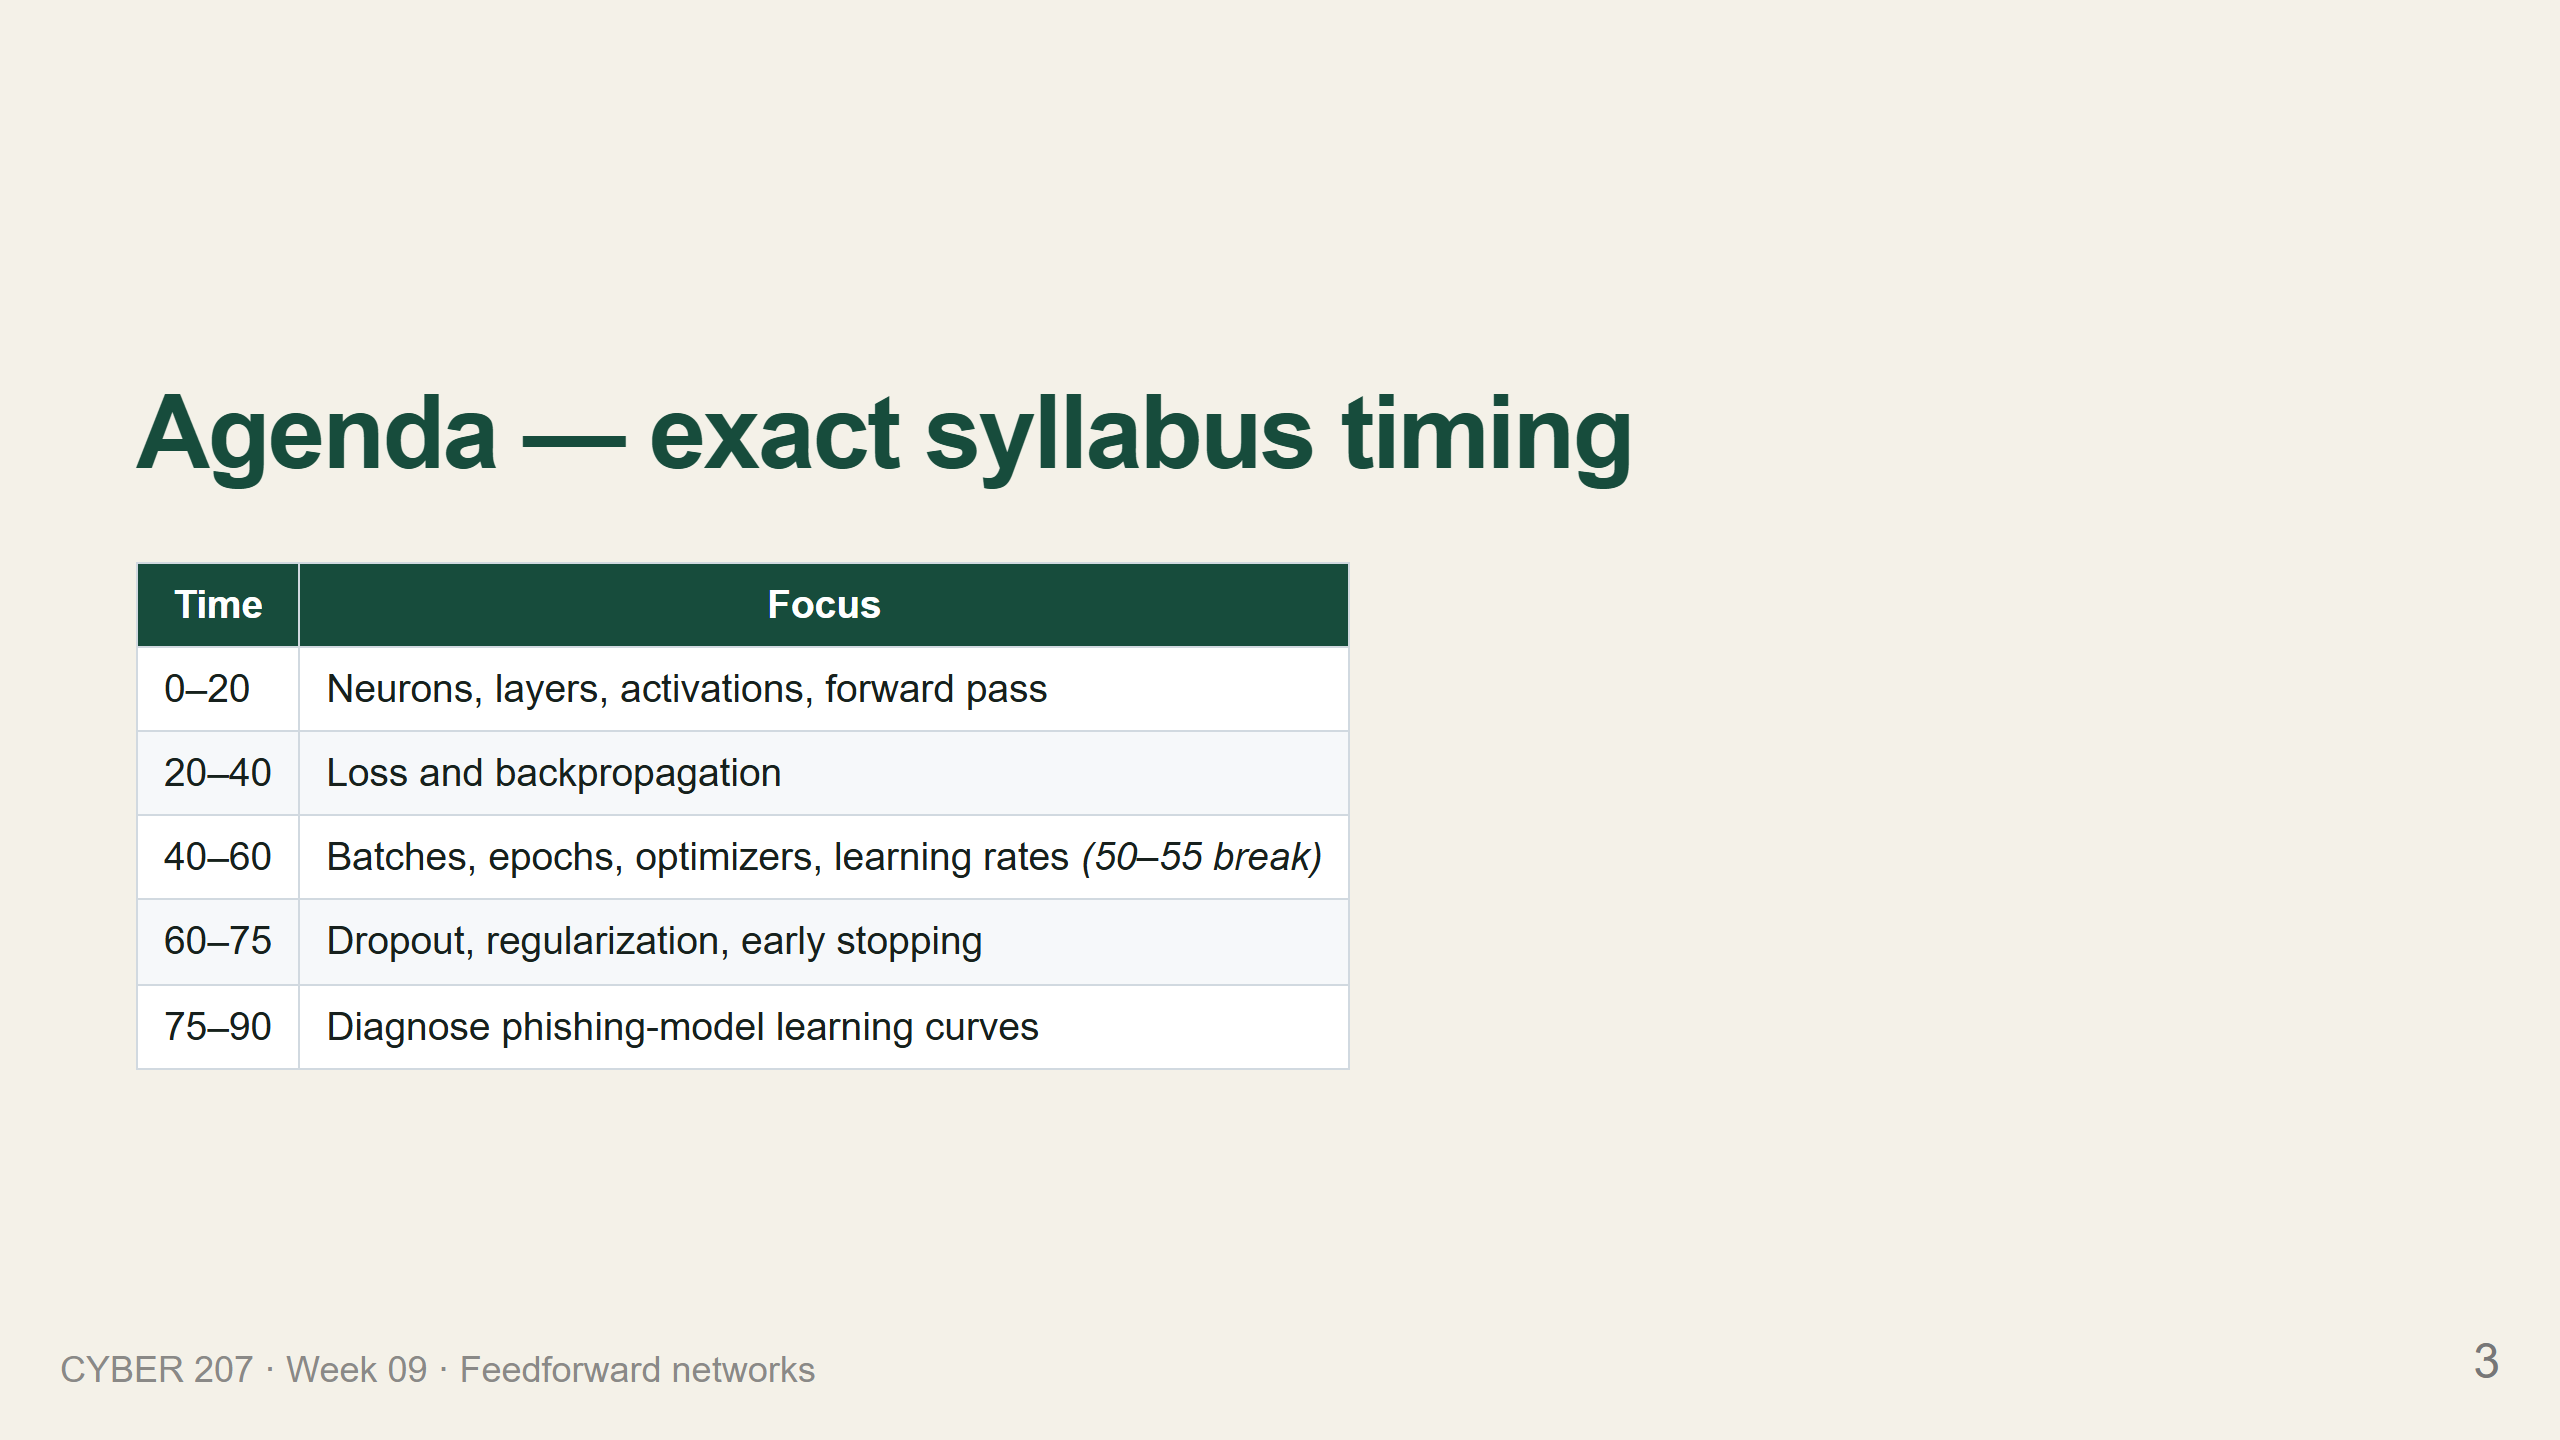 Agenda — exact syllabus timing
Time Focus
0–20 Neurons, layers, activations, forward pass
20–40 Loss and backpropagation
40–60 Batches, epochs, optimizers, learning rates (50–55 break)
60–75 Dropout, regularization, early stopping
75–90 Diagnose phishing-model learning curves
CYBER 207 · Week 09 · Feedforward networks
3